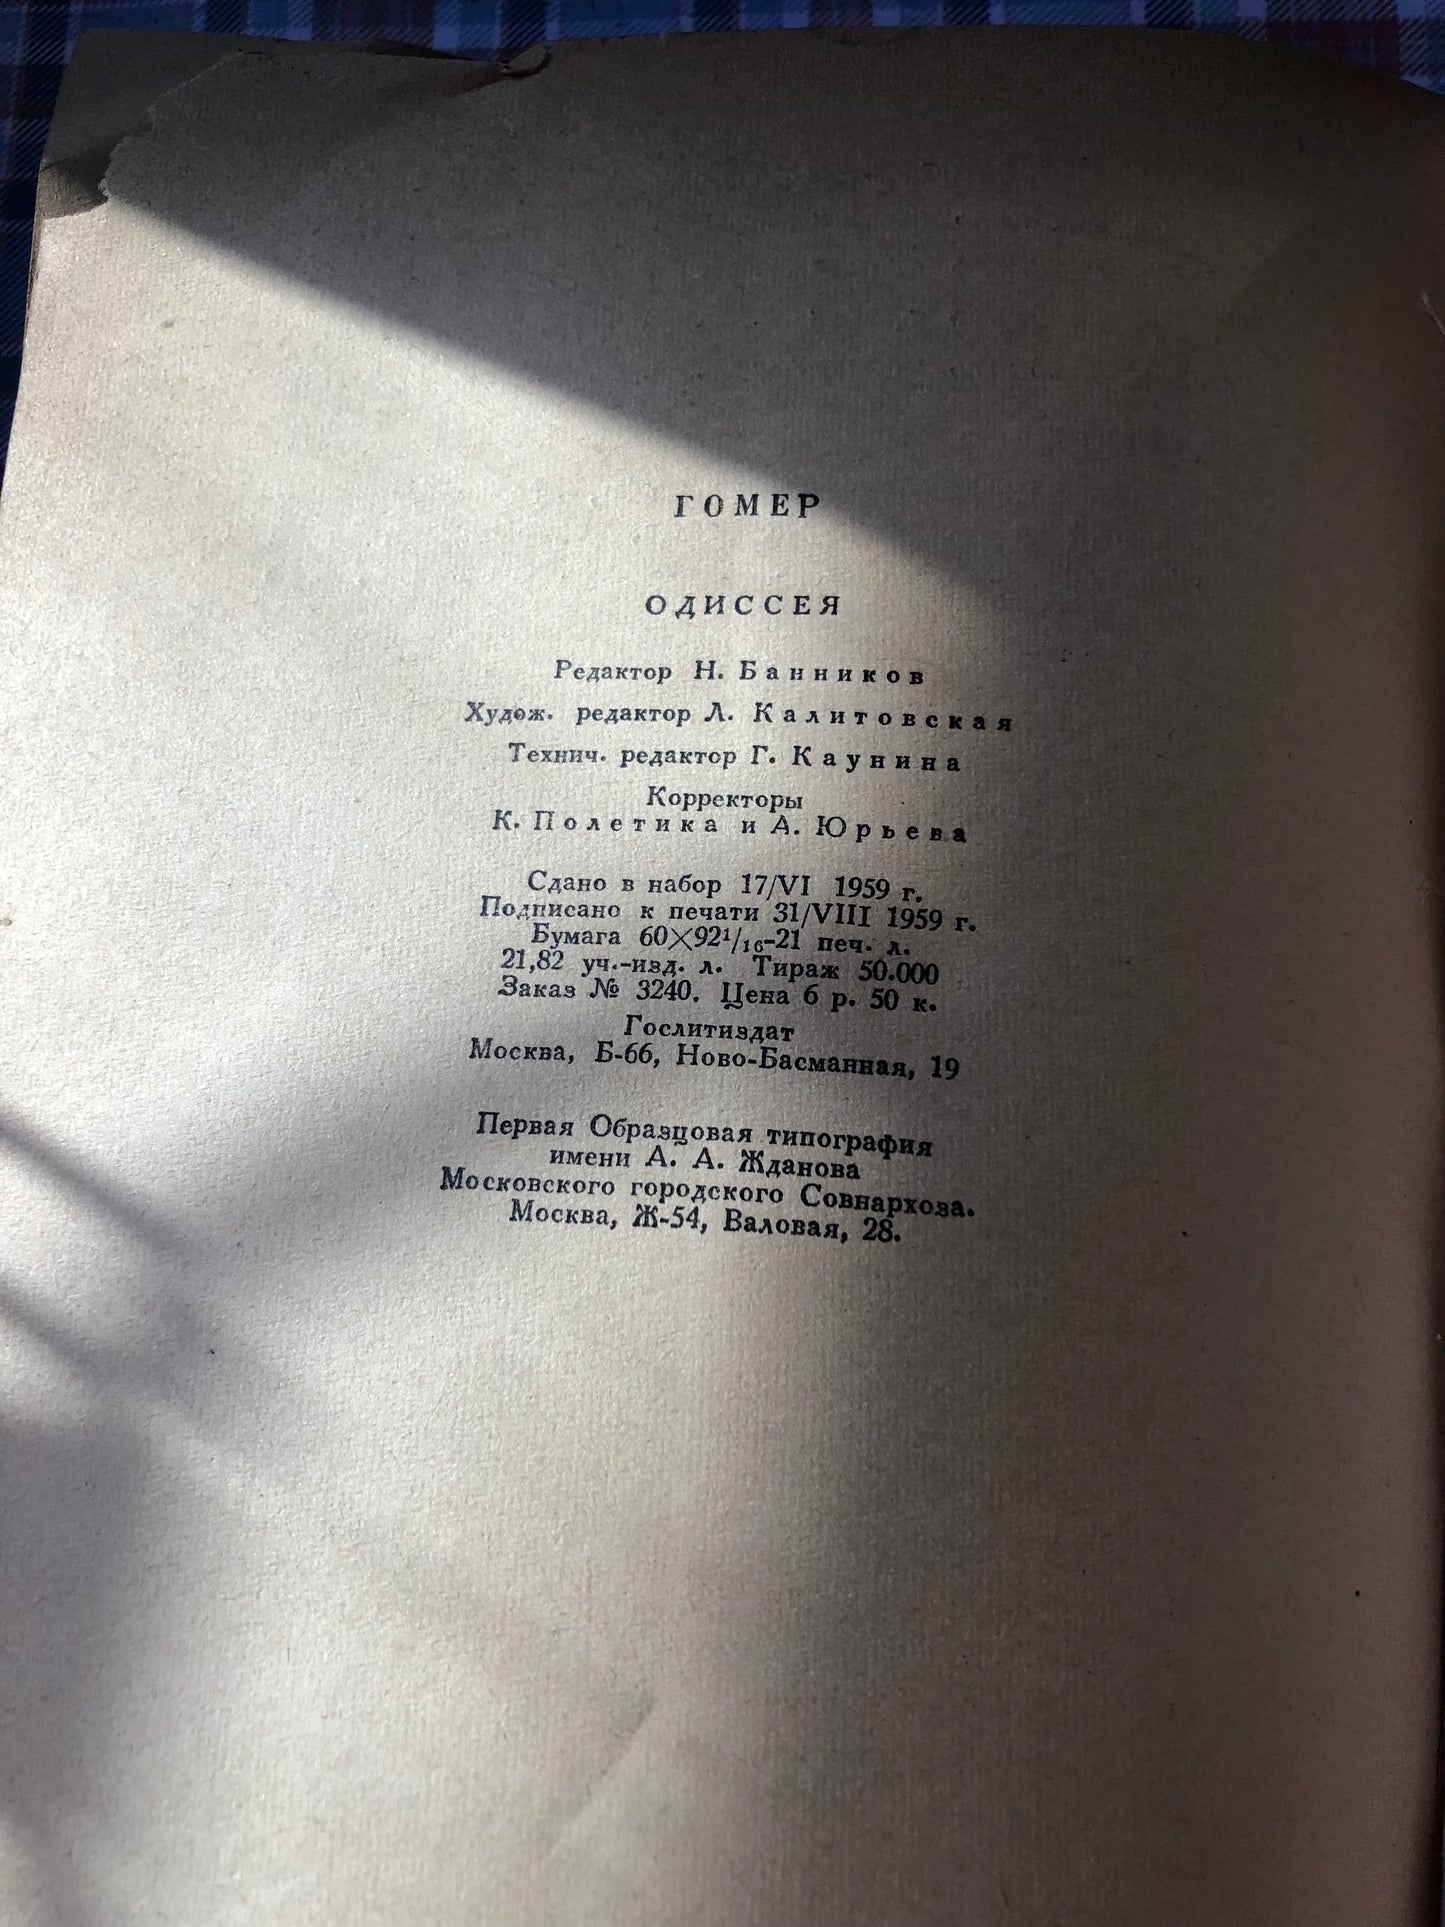 ГОМЕР
ОДИССЕЯ
Редактор Н. Банников
Худож. редактор Л. Калитовская
Технич. редактор Г. Каунина
Корректоры
К. Полетика и А. Юрьева
Сдано в набор 17/VI 1959 г.
Подписано к печати 31/VIII 1959 г.
Бумага 60×92¹/₁₆-21 печ. л.
21,82 уч.-изд. л. Тираж 50.000
Заказ № 3240. Цена 6 р. 50 к.
Гослитиздат
Москва, Б-66, Ново-Басманная, 19
Первая Образцовая типография
имени А. А. Жданова
Московского городского Совнархоза.
Москва, Ж-54, Валовая, 28.